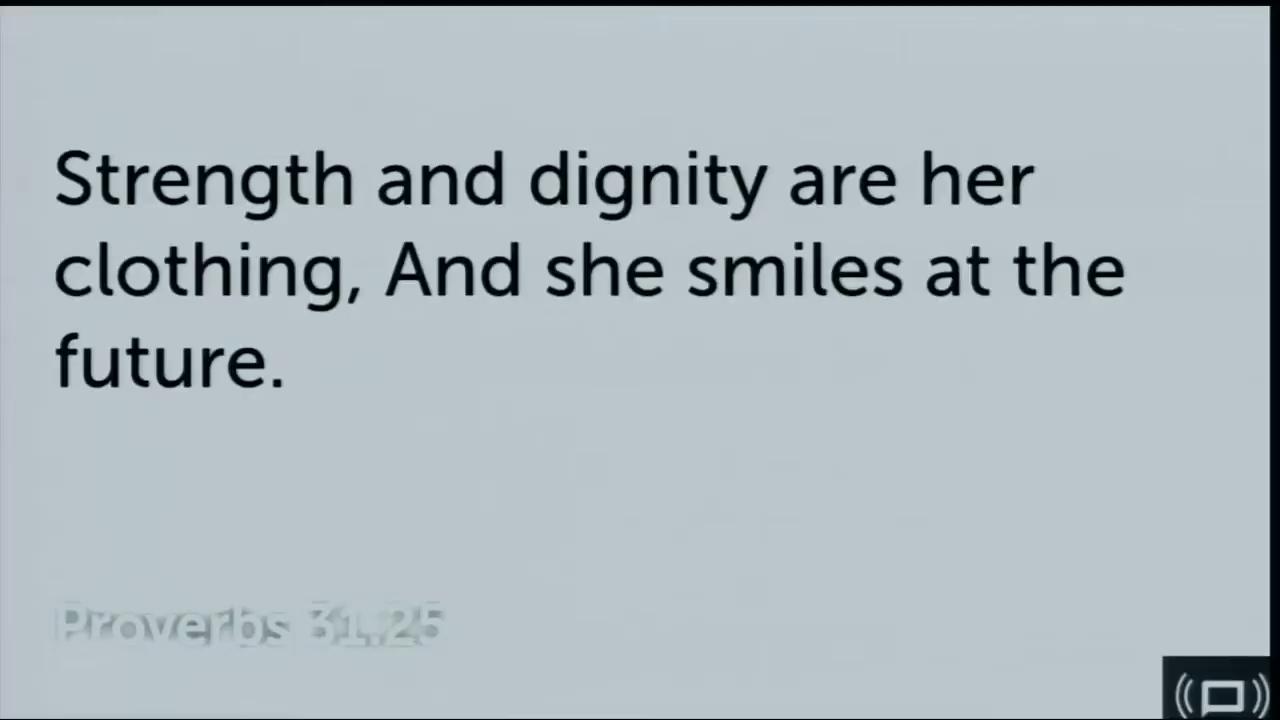 Strength and dignity are her
clothing, And she smiles at the
future.
Proverbs 31:25